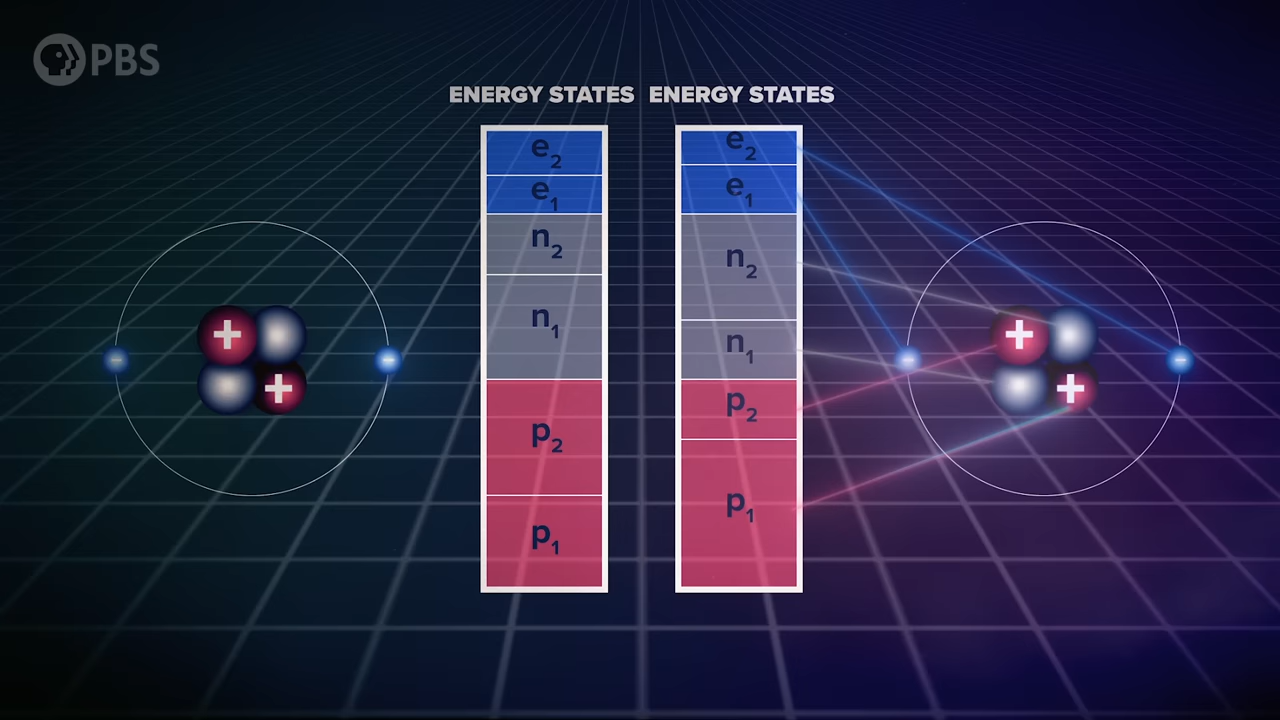 PBS
ENERGY STATES ENERGY STATES
e₂ e₂
e₁ e₁
n₂ n₂
n₁ n₁
p₂ p₂
p₁ p₁
+ − + −
+ − + −